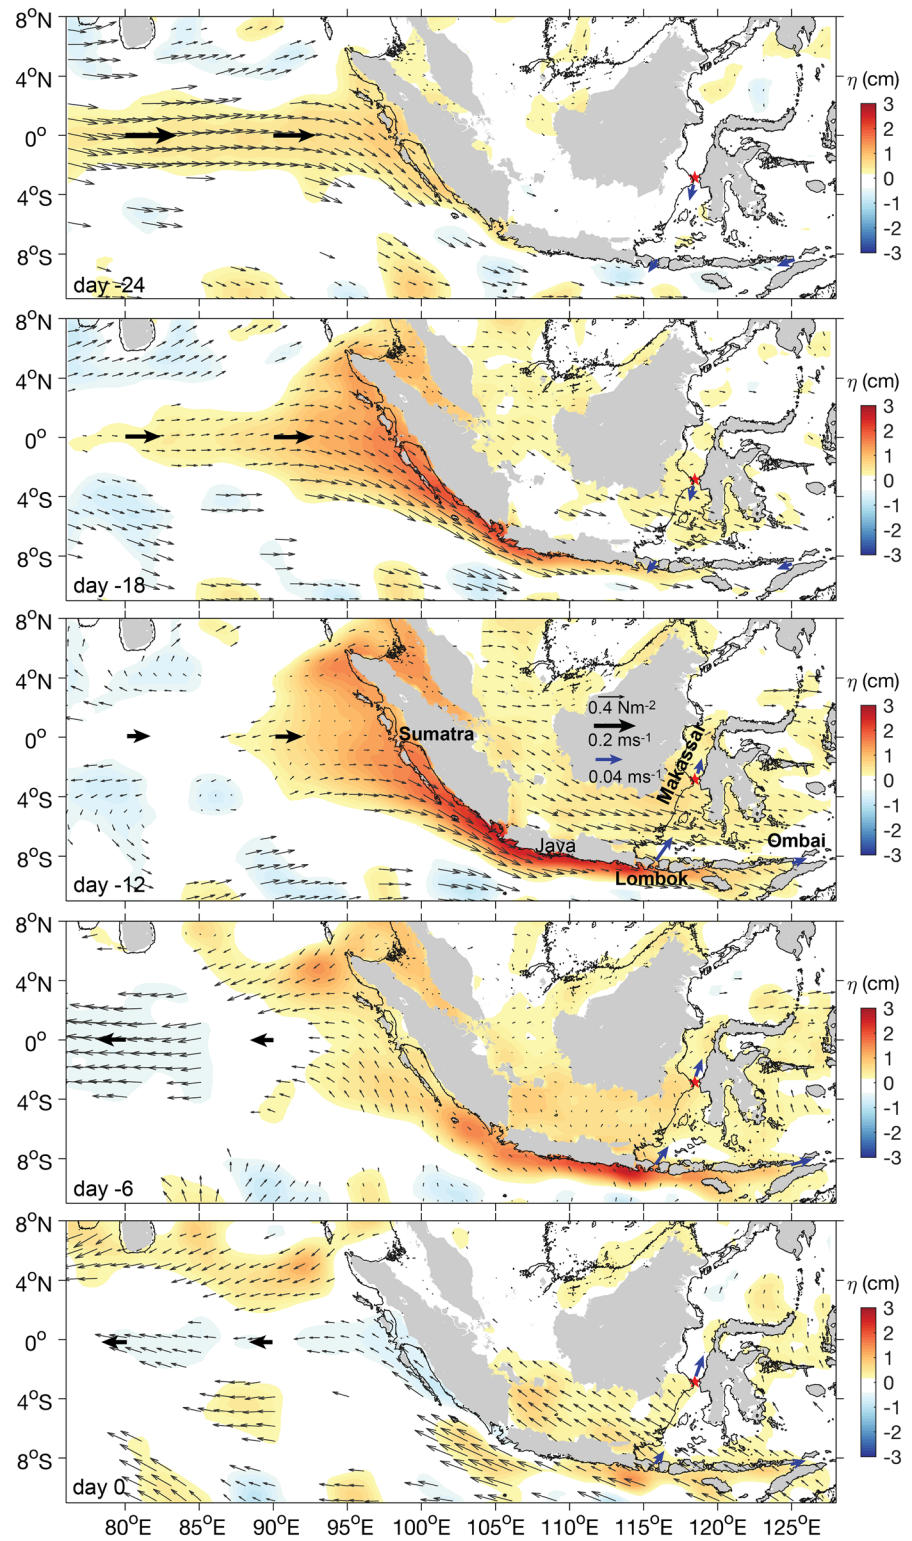 8°N
4°N
0°
4°S
8°S
day -24
η (cm)
3
2
1
0
-1
-2
-3
8°N
4°N
0°
4°S
8°S
day -18
η (cm)
3
2
1
0
-1
-2
-3
8°N
4°N
0°
4°S
8°S
Sumatra
0.4 Nm-2
0.2 ms-1
0.04 ms-1
Makassar
Java
Lombok
Ombai
day -12
η (cm)
3
2
1
0
-1
-2
-3
8°N
4°N
0°
4°S
8°S
day -6
η (cm)
3
2
1
0
-1
-2
-3
8°N
4°N
0°
4°S
8°S
day 0
η (cm)
3
2
1
0
-1
-2
-3
80°E 85°E 90°E 95°E 100°E 105°E 110°E 115°E 120°E 125°E